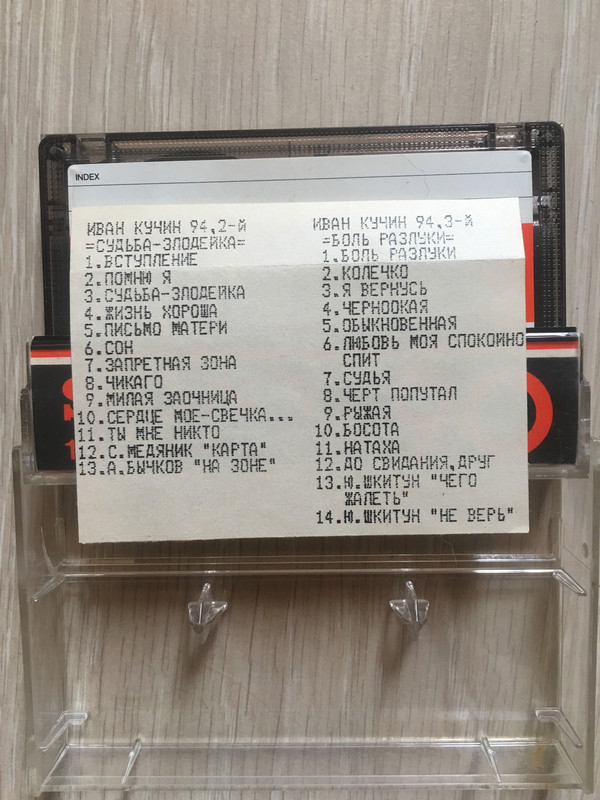 INDEX
ИВАН КУЧИН 94,2-й
=СУДЬБА-ЗЛОДЕЙКА=
1.ВСТУПЛЕНИЕ
2.ПОМНЮ Я
3.СУДЬБА-ЗЛОДЕЙКА
4.ЖИЗНЬ ХОРОША
5.ПИСЬМО МАТЕРИ
6.СОН
7.ЗАПРЕТНАЯ ЗОНА
8.ЧИКАГО
9.МИЛАЯ ЗАОЧНИЦА
10.СЕРДЦЕ МОЕ-СВЕЧКА...
11.ТЫ МНЕ НИКТО
12.С.МЕДЯНИК "КАРТА"
13.А.БЫЧКОВ "НА ЗОНЕ"
ИВАН КУЧИН 94,3-й
=БОЛЬ РАЗЛУКИ=
1.БОЛЬ РАЗЛУКИ
2.КОЛЕЧКО
3.Я ВЕРНУСЬ
4.ЧЕРНООКАЯ
5.ОБЫКНОВЕННАЯ
6.ЛЮБОВЬ МОЯ СПОКОЙНО
СПИТ
7.СУДЬЯ
8.ЧЕРТ ПОПУТАЛ
9.РЫЖАЯ
10.БОСОТА
11.НАТАХА
12.ДО СВИДАНИЯ,ДРУГ
13.Ю.ШКИТУН "ЧЕГО
ЖАЛЕТЬ"
14.Ю.ШКИТУН "НЕ ВЕРЬ"